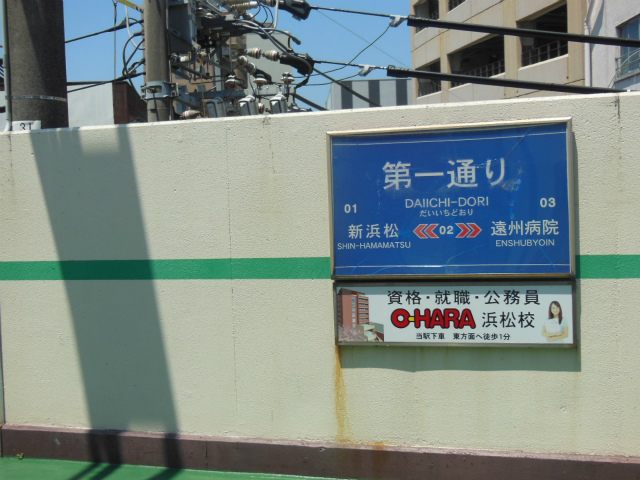 31
第一通り
DAIICHI-DORI
だいいちどおり
01 03
新浜松 02 遠州病院
SHIN-HAMAMATSU ENSHUBYOIN
資格・就職・公務員
O-HARA 浜松校
当駅下車 東方面へ徒歩1分